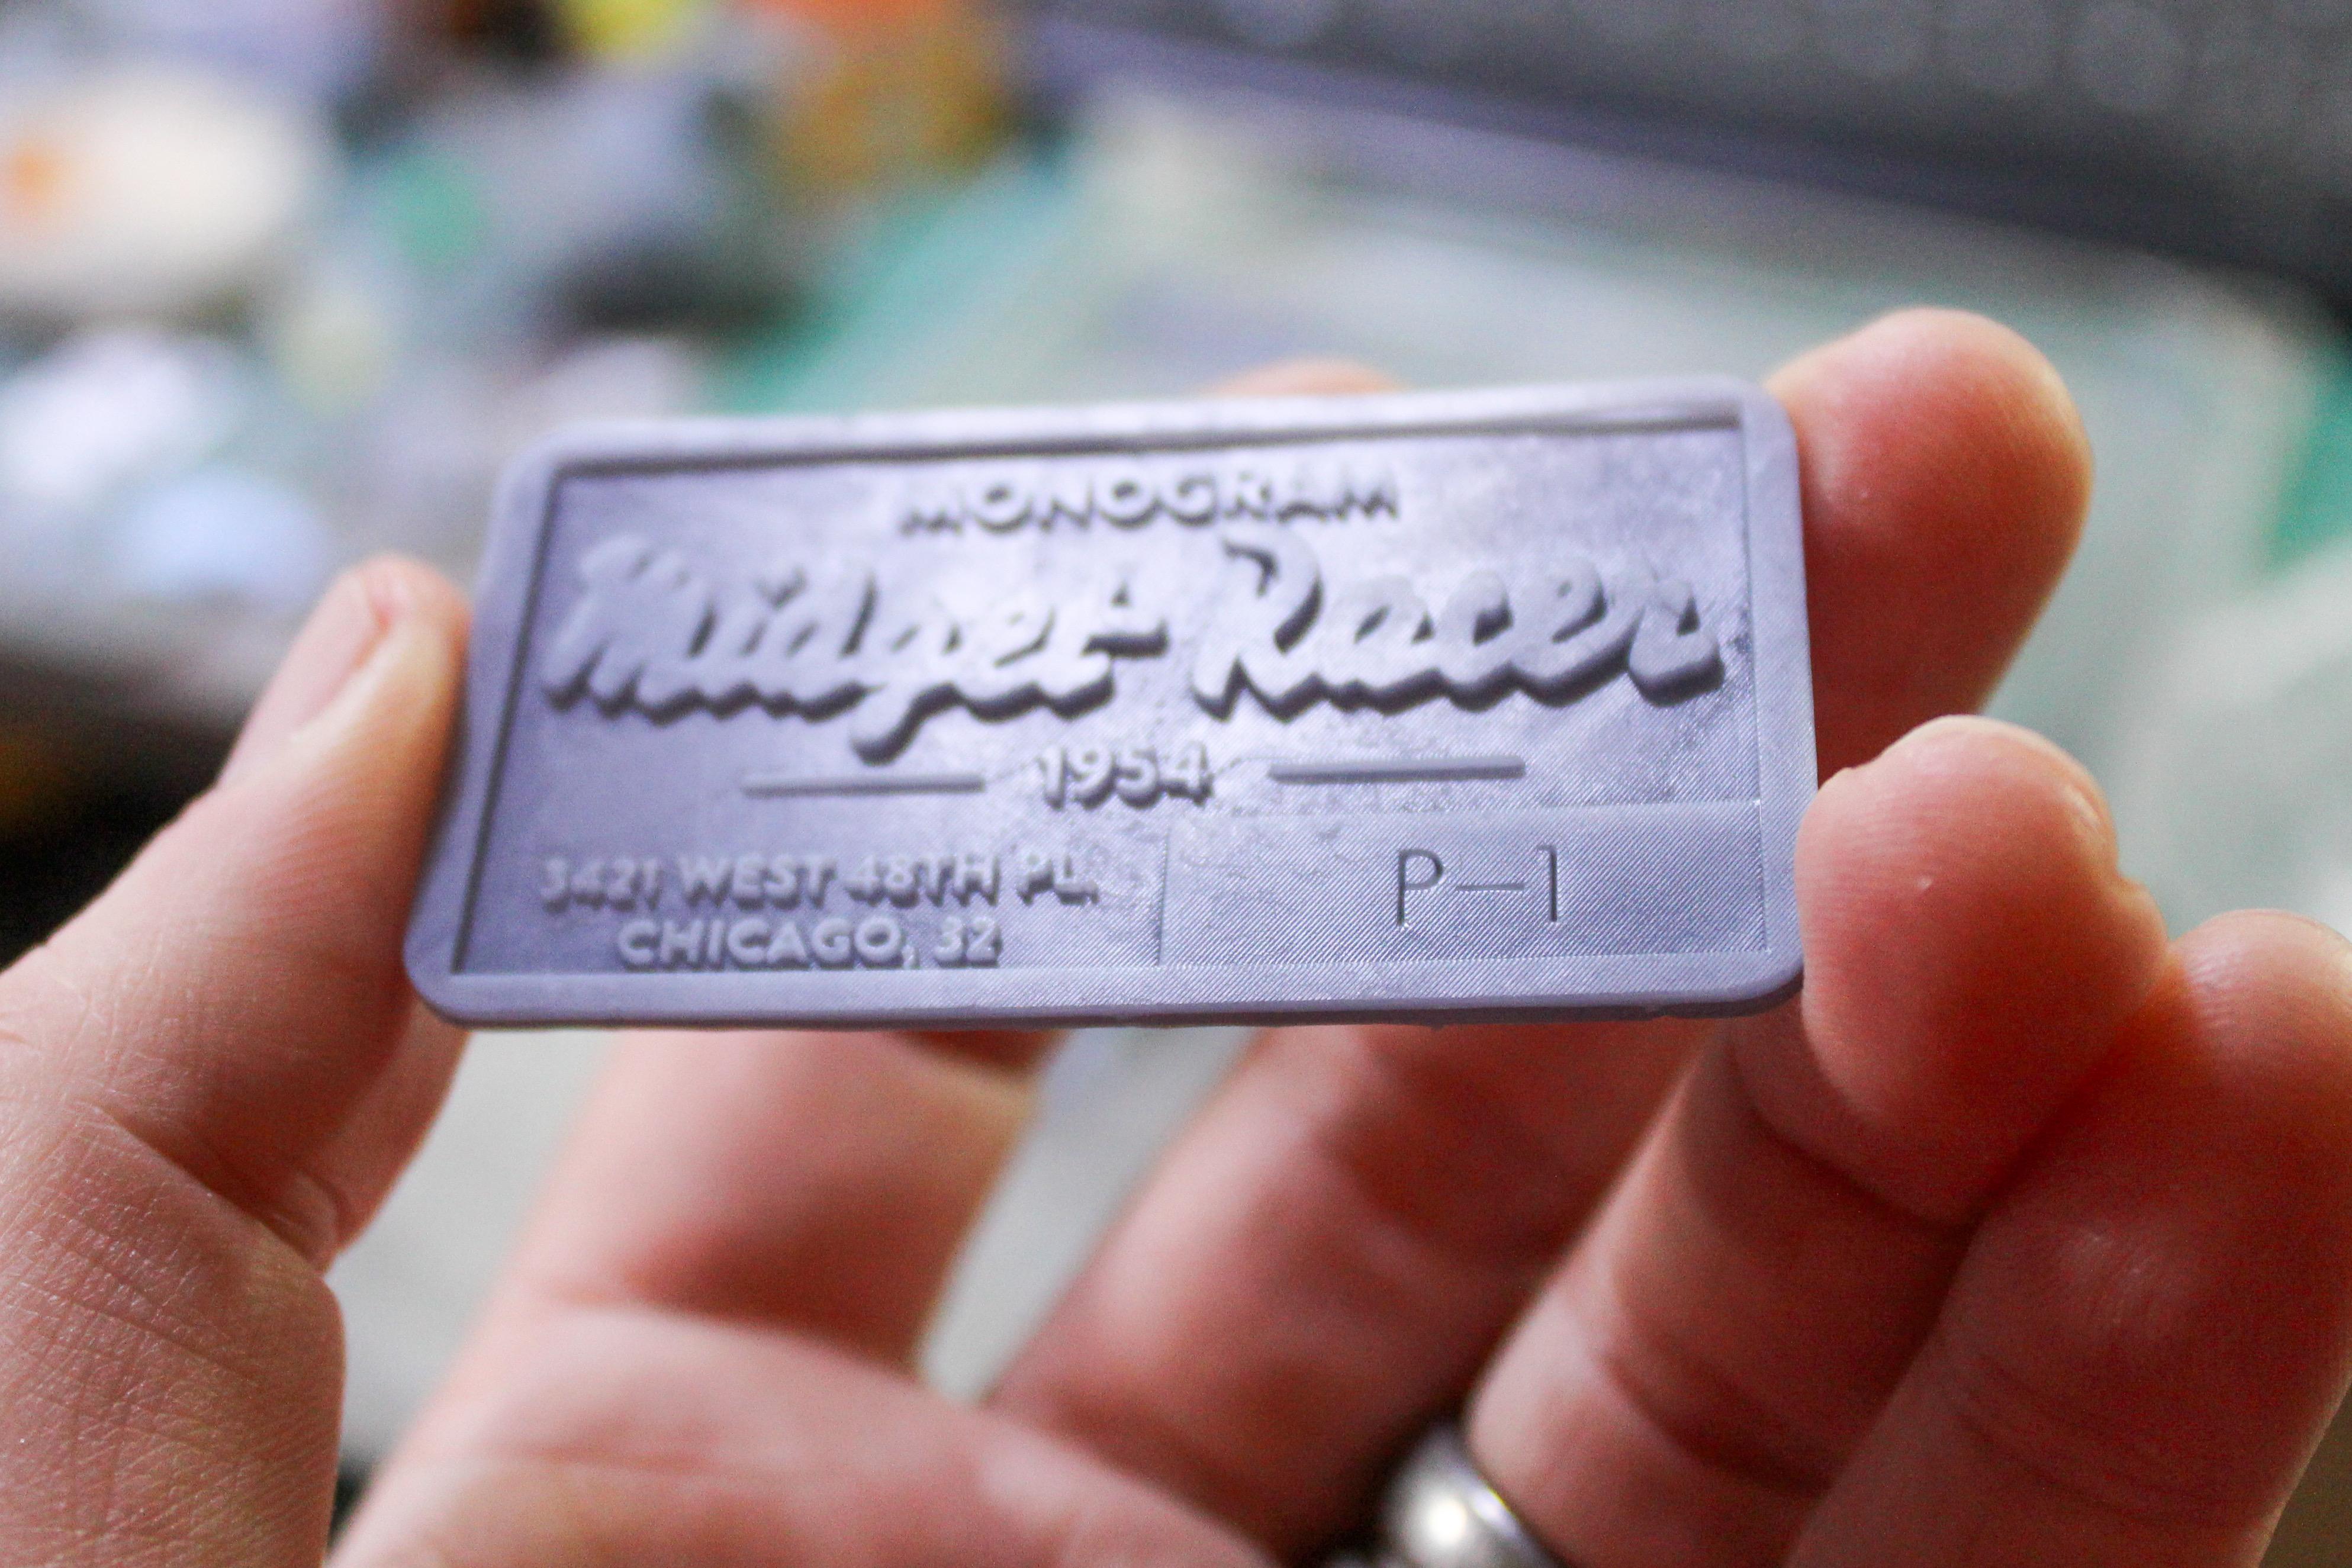 MONOGRAM
Midget Racer
1954
3421 WEST 48TH PL.
CHICAGO, 32
P-1